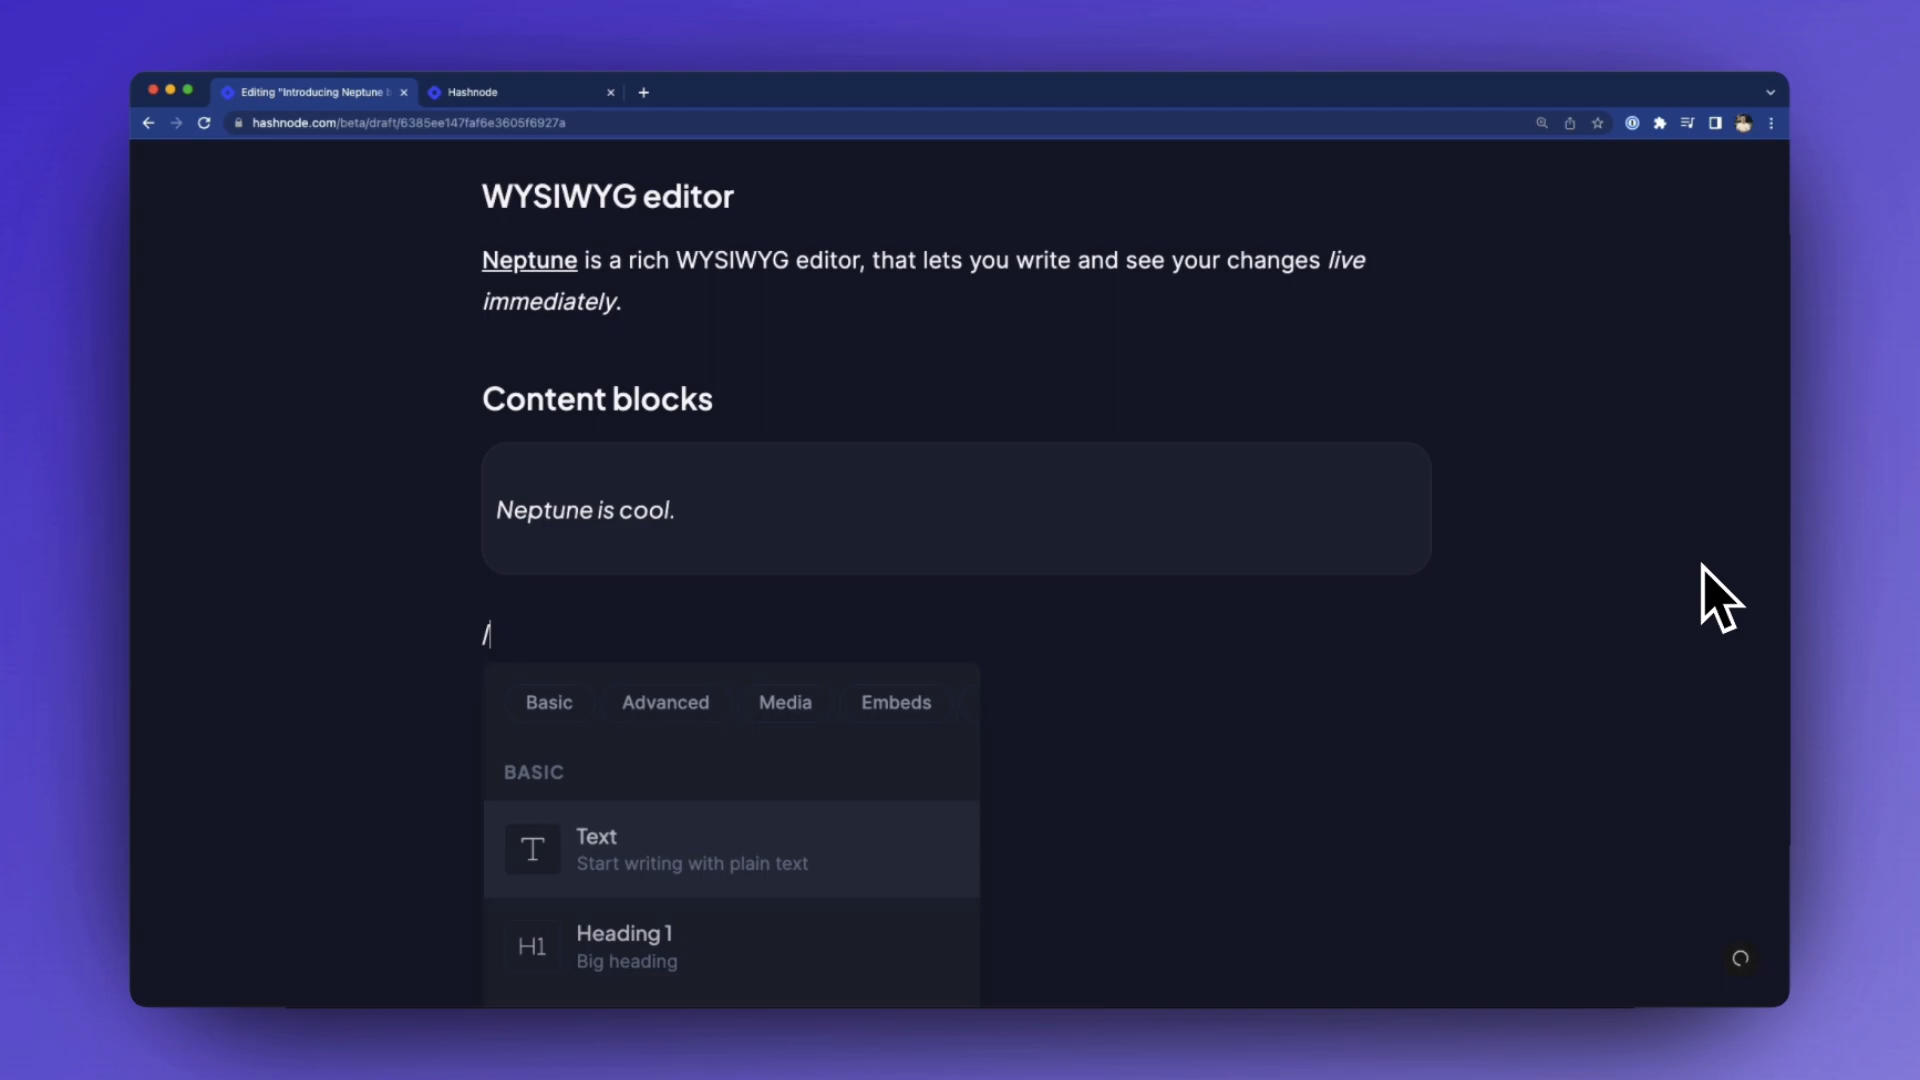 Editing "Introducing Neptune b
Hashnode
hashnode.com/beta/draft/6385ee147faf6e3605f6927a
WYSIWYG editor
Neptune is a rich WYSIWYG editor, that lets you write and see your changes live
immediately.
Content blocks
Neptune is cool.
/
Basic Advanced Media Embeds
BASIC
T
Text
Start writing with plain text
H1
Heading 1
Big heading